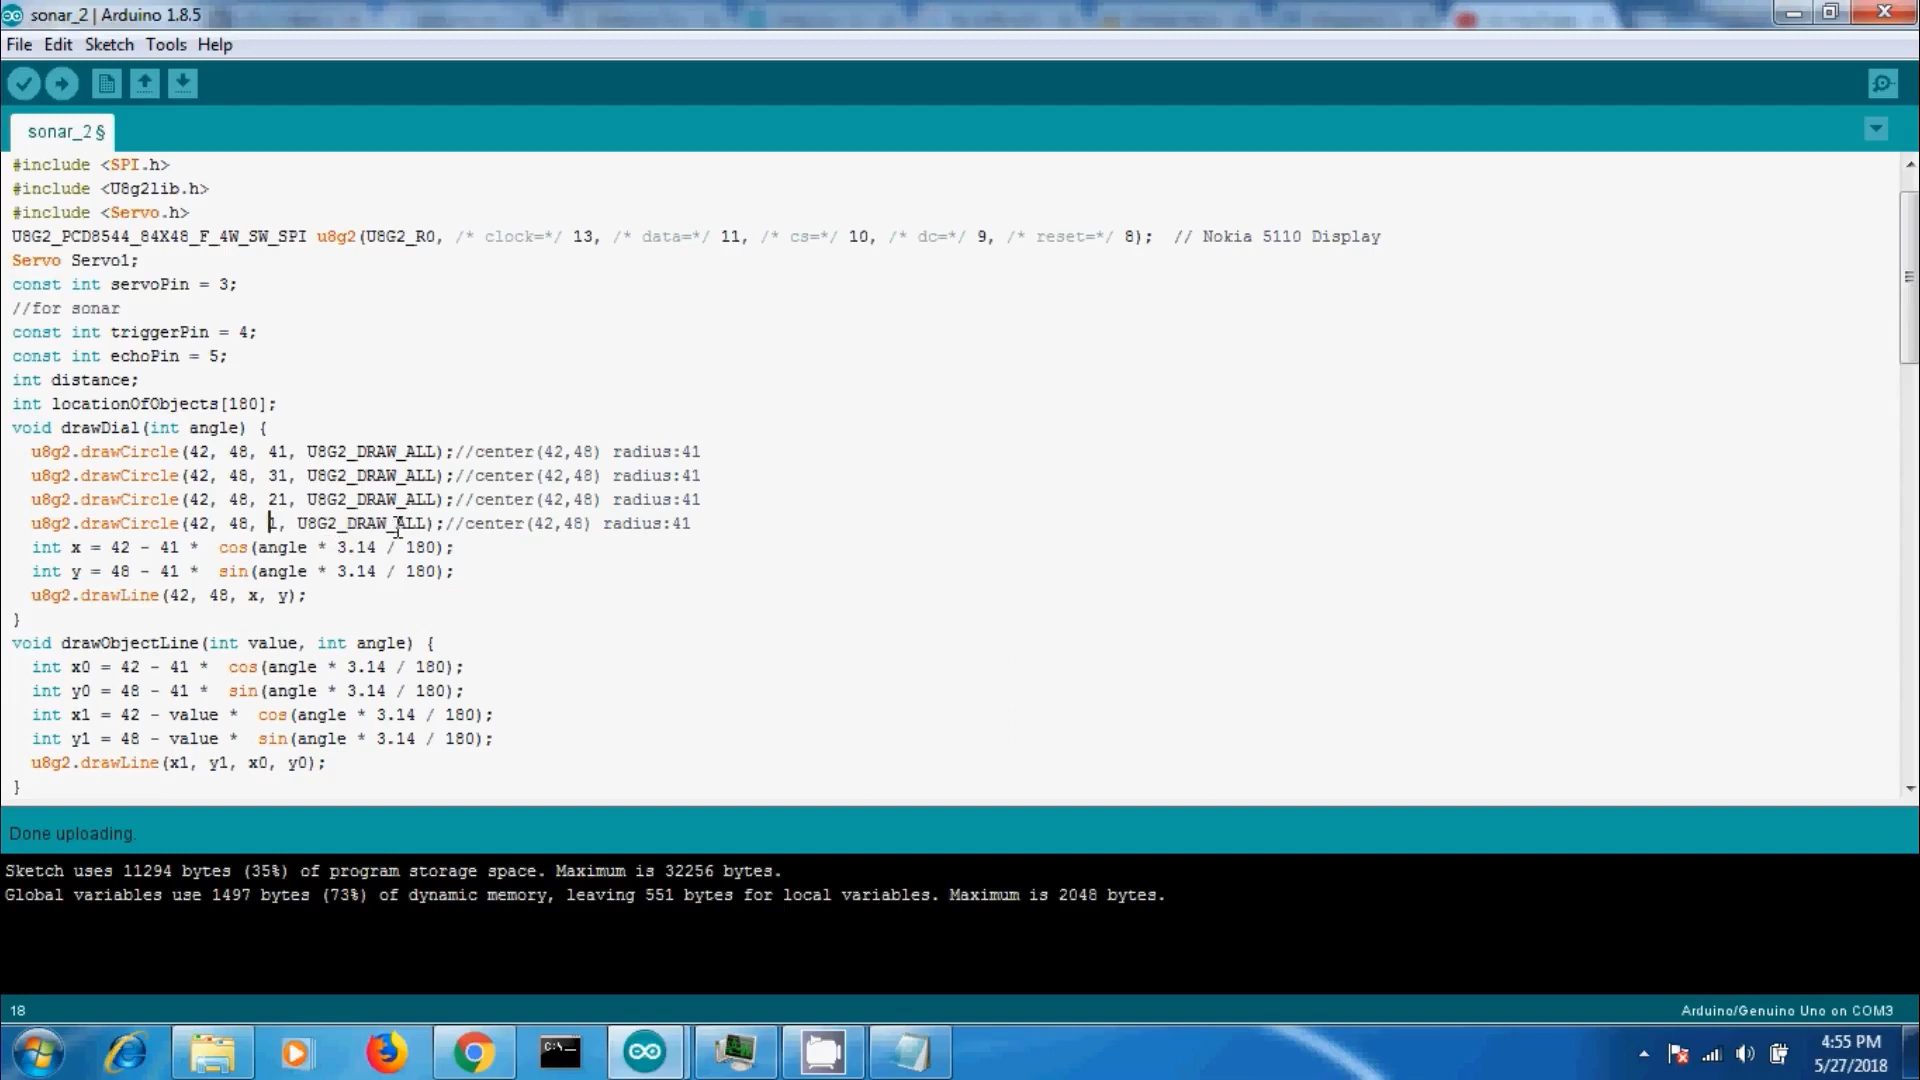 sonar_2 | Arduino 1.8.5
File Edit Sketch Tools Help
sonar_2 §
#include <SPI.h>
#include <U8g2lib.h>
#include <Servo.h>
U8G2_PCD8544_84X48_F_4W_SW_SPI u8g2(U8G2_R0, /* clock=*/ 13, /* data=*/ 11, /* cs=*/ 10, /* dc=*/ 9, /* reset=*/ 8);  // Nokia 5110 Display
Servo Servo1;
const int servoPin = 3;
//for sonar
const int triggerPin = 4;
const int echoPin = 5;
int distance;
int locationOfObjects[180];
void drawDial(int angle) {
  u8g2.drawCircle(42, 48, 41, U8G2_DRAW_ALL);//center(42,48) radius:41
  u8g2.drawCircle(42, 48, 31, U8G2_DRAW_ALL);//center(42,48) radius:41
  u8g2.drawCircle(42, 48, 21, U8G2_DRAW_ALL);//center(42,48) radius:41
  u8g2.drawCircle(42, 48, 1, U8G2_DRAW_ALL);//center(42,48) radius:41
  int x = 42 - 41 *  cos(angle * 3.14 / 180);
  int y = 48 - 41 *  sin(angle * 3.14 / 180);
  u8g2.drawLine(42, 48, x, y);
}
void drawObjectLine(int value, int angle) {
  int x0 = 42 - 41 *  cos(angle * 3.14 / 180);
  int y0 = 48 - 41 *  sin(angle * 3.14 / 180);
  int x1 = 42 - value *  cos(angle * 3.14 / 180);
  int y1 = 48 - value *  sin(angle * 3.14 / 180);
  u8g2.drawLine(x1, y1, x0, y0);
}
Done uploading.
Sketch uses 11294 bytes (35%) of program storage space. Maximum is 32256 bytes.
Global variables use 1497 bytes (73%) of dynamic memory, leaving 551 bytes for local variables. Maximum is 2048 bytes.
18
Arduino/Genuino Uno on COM3
C:\_
4:55 PM
5/27/2018